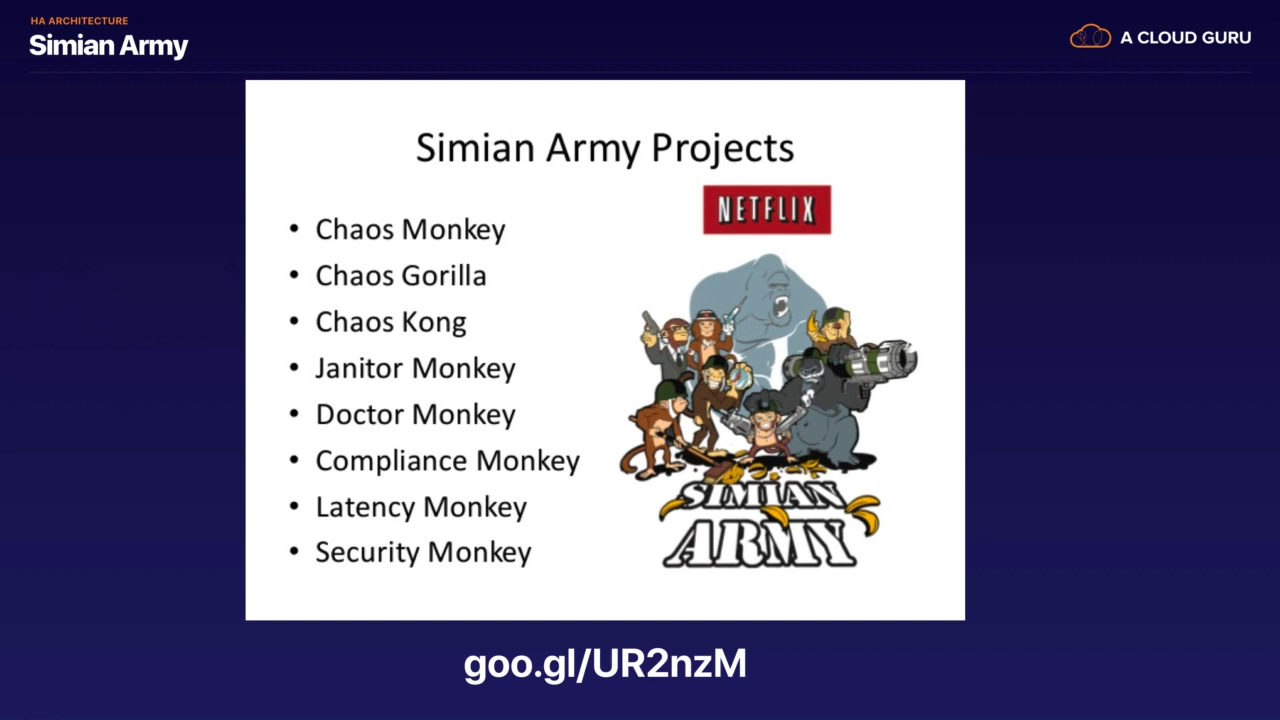 HA ARCHITECTURE
Simian Army
A CLOUD GURU
Simian Army Projects
NETFLIX
• Chaos Monkey
• Chaos Gorilla
• Chaos Kong
• Janitor Monkey
• Doctor Monkey
• Compliance Monkey
• Latency Monkey
• Security Monkey
SIMIAN
ARMY
goo.gl/UR2nzM